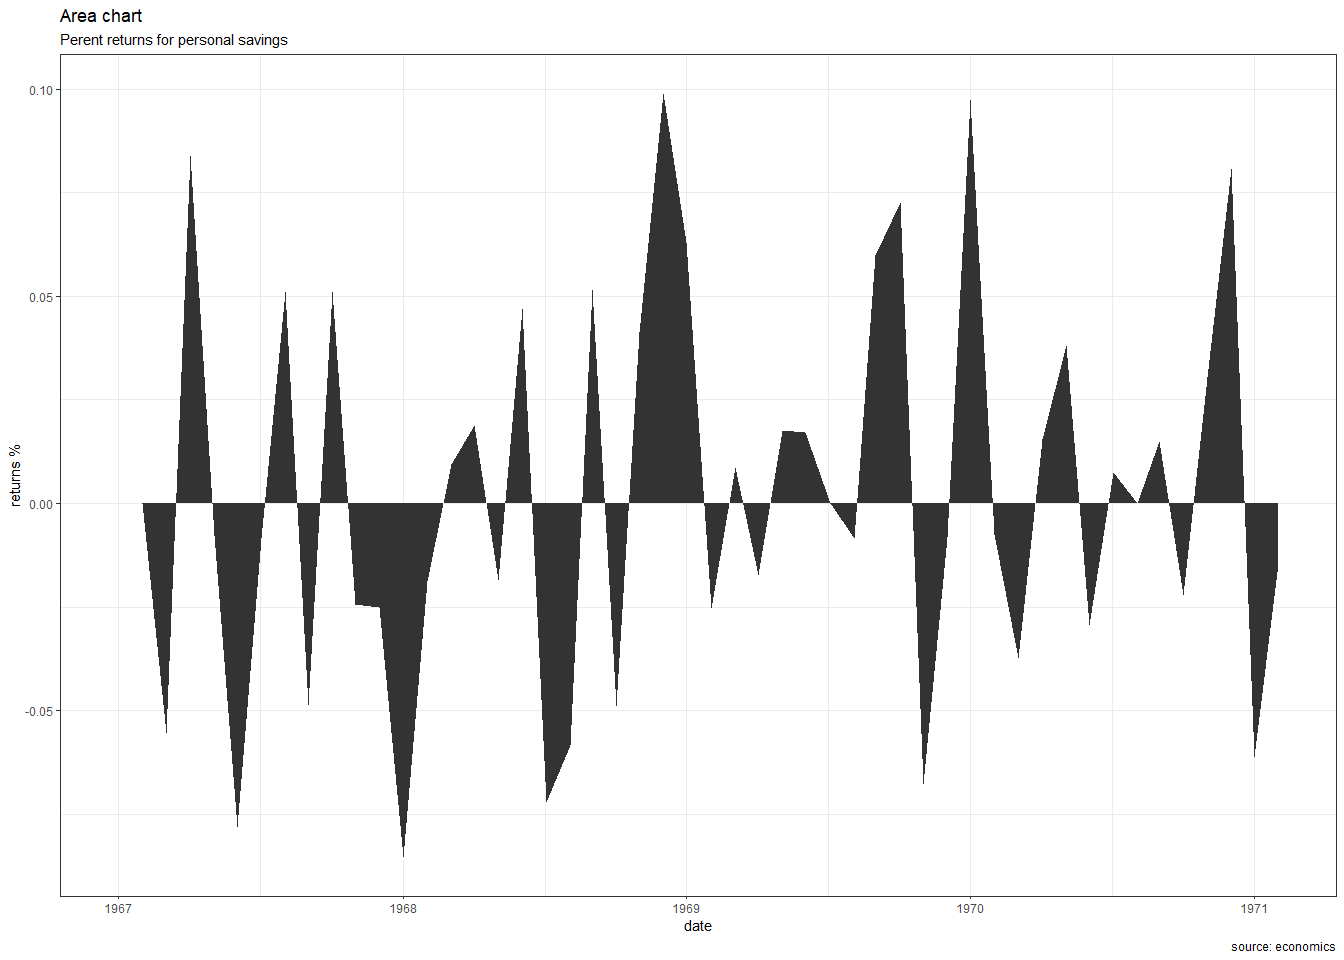 Area chart
Perent returns for personal savings
returns %
0.10
0.05
0.00
-0.05
1967
1968
1969
1970
1971
date
source: economics